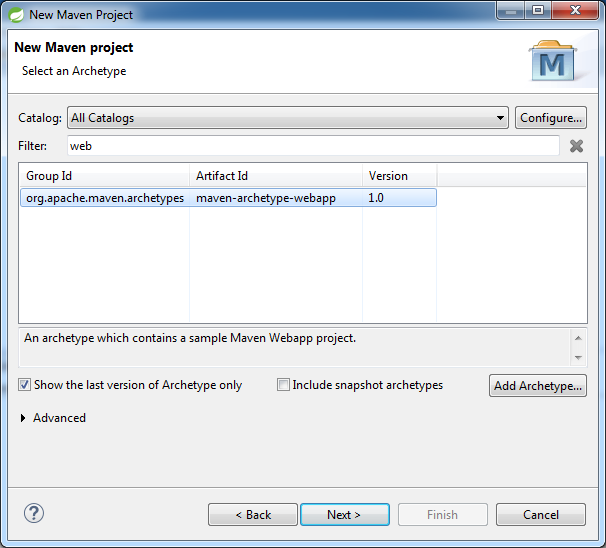 New Maven Project
New Maven project
Select an Archetype
M
Catalog: All Catalogs Configure...
Filter: web
Group Id Artifact Id Version
org.apache.maven.archetypes maven-archetype-webapp 1.0
An archetype which contains a sample Maven Webapp project.
Show the last version of Archetype only Include snapshot archetypes Add Archetype...
Advanced
? < Back Next > Finish Cancel